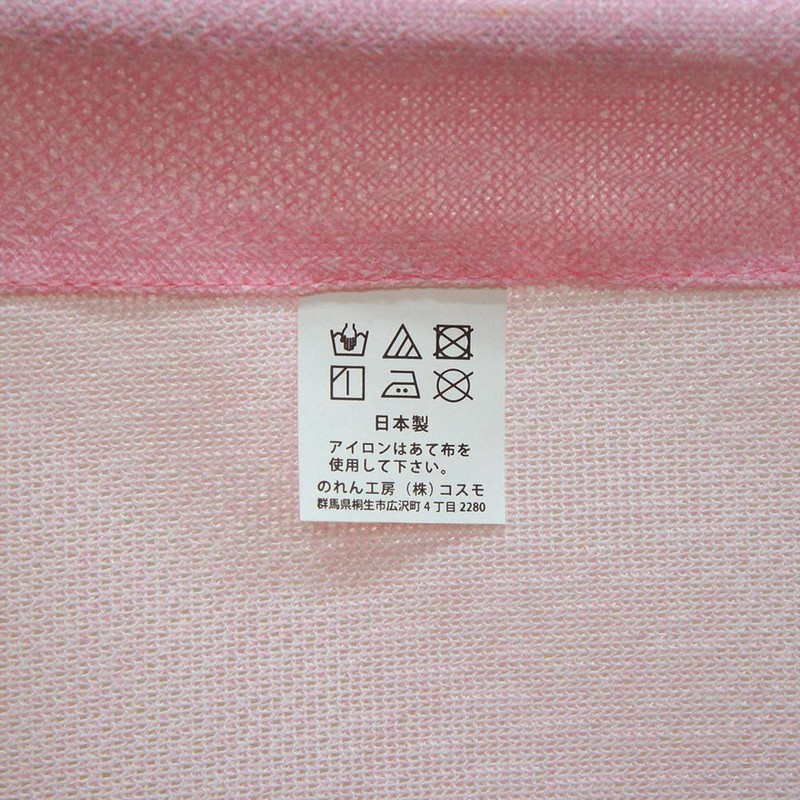 日本製
アイロンはあて布を
使用して下さい。
のれん工房（株）コスモ
群馬県桐生市広沢町4丁目2280